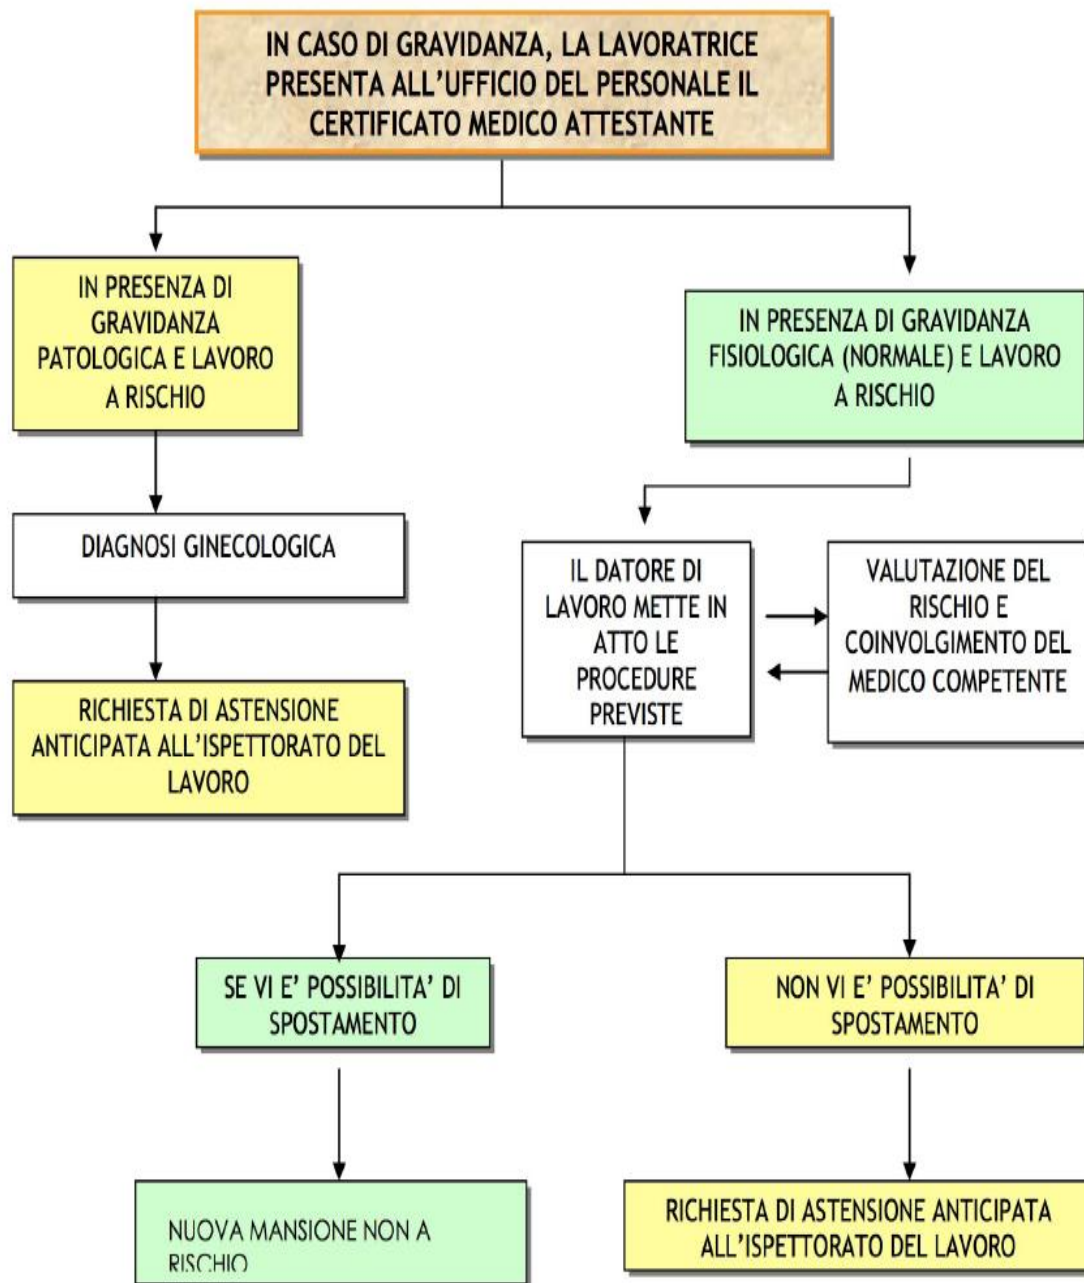 IN CASO DI GRAVIDANZA, LA LAVORATRICE
PRESENTA ALL'UFFICIO DEL PERSONALE IL
CERTIFICATO MEDICO ATTESTANTE
IN PRESENZA DI
GRAVIDANZA
PATOLOGICA E LAVORO
A RISCHIO
IN PRESENZA DI GRAVIDANZA
FISIOLOGICA (NORMALE) E LAVORO
A RISCHIO
DIAGNOSI GINECOLOGICA
IL DATORE DI
LAVORO METTE IN
ATTO LE
PROCEDURE
PREVISTE
VALUTAZIONE DEL
RISCHIO E
COINVOLGIMENTO DEL
MEDICO COMPETENTE
RICHIESTA DI ASTENSIONE
ANTICIPATA ALL'ISPETTORATO DEL
LAVORO
SE VI E' POSSIBILITA' DI
SPOSTAMENTO
NON VI E' POSSIBILITA' DI
SPOSTAMENTO
NUOVA MANSIONE NON A
RISCHIO
RICHIESTA DI ASTENSIONE ANTICIPATA
ALL'ISPETTORATO DEL LAVORO